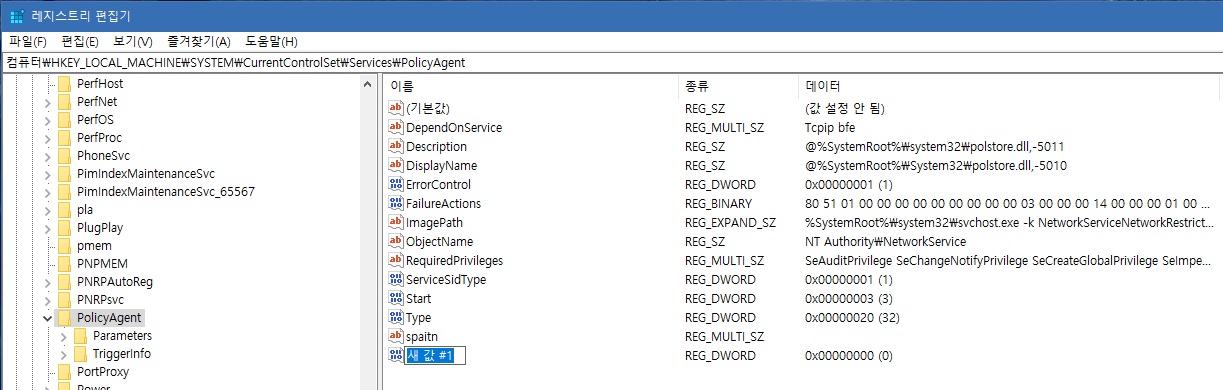 레지스트리 편집기
파일(F) 편집(E) 보기(V) 즐겨찾기(A) 도움말(H)
컴퓨터₩HKEY_LOCAL_MACHINE₩SYSTEM₩CurrentControlSet₩Services₩PolicyAgent
PerfHost
PerfNet
PerfOS
PerfProc
PhoneSvc
PimIndexMaintenanceSvc
PimIndexMaintenanceSvc_65567
pla
PlugPlay
pmem
PNPMEM
PNRPAutoReg
PNRPsvc
PolicyAgent
Parameters
TriggerInfo
PortProxy
Power
이름 종류 데이터
(기본값) REG_SZ (값 설정 안 됨)
DependOnService REG_MULTI_SZ Tcpip bfe
Description REG_SZ @%SystemRoot%₩system32₩polstore.dll,-5011
DisplayName REG_SZ @%SystemRoot%₩System32₩polstore.dll,-5010
ErrorControl REG_DWORD 0x00000001 (1)
FailureActions REG_BINARY 80 51 01 00 00 00 00 00 00 00 00 00 03 00 00 00 14 00 00 00 01 00 ...
ImagePath REG_EXPAND_SZ %SystemRoot%₩system32₩svchost.exe -k NetworkServiceNetworkRestrict...
ObjectName REG_SZ NT Authority₩NetworkService
RequiredPrivileges REG_MULTI_SZ SeAuditPrivilege SeChangeNotifyPrivilege SeCreateGlobalPrivilege SeImpe...
ServiceSidType REG_DWORD 0x00000001 (1)
Start REG_DWORD 0x00000003 (3)
Type REG_DWORD 0x00000020 (32)
spaitn REG_MULTI_SZ
새 값 #1 REG_DWORD 0x00000000 (0)